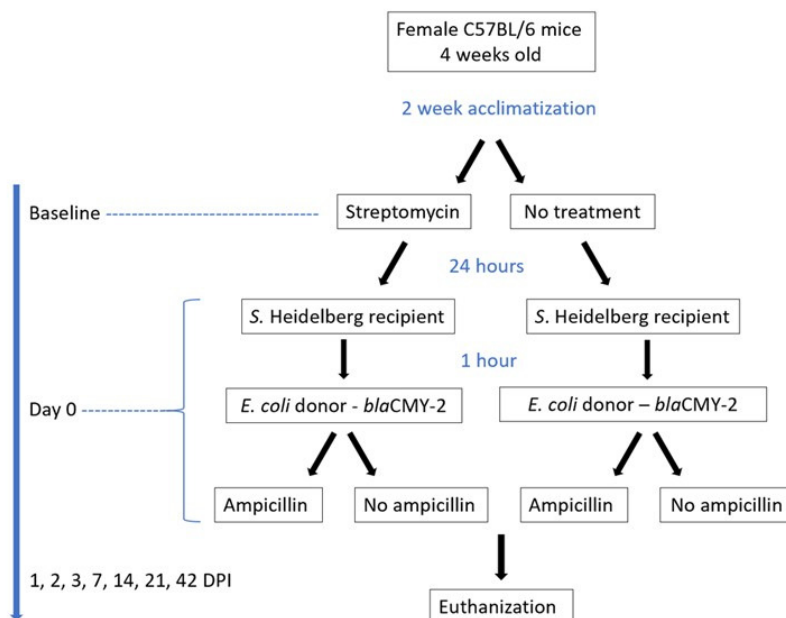 Female C57BL/6 mice
4 weeks old
2 week acclimatization
Baseline
Streptomycin
No treatment
24 hours
S. Heidelberg recipient
S. Heidelberg recipient
1 hour
Day 0
E. coli donor - blaCMY-2
E. coli donor – blaCMY-2
Ampicillin
No ampicillin
Ampicillin
No ampicillin
1, 2, 3, 7, 14, 21, 42 DPI
Euthanization